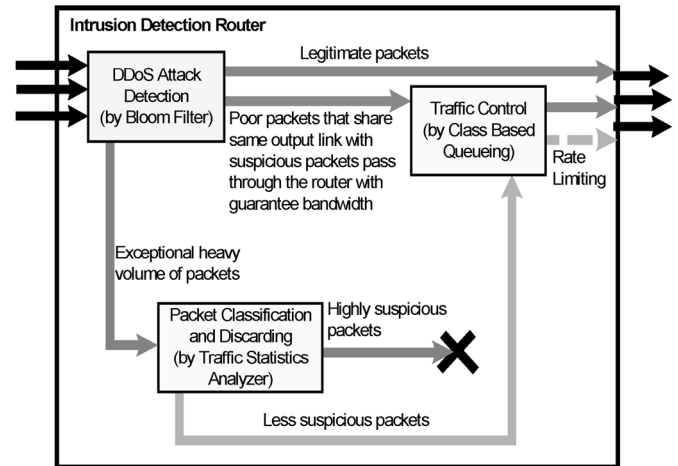 Intrusion Detection Router
Legitimate packets
DDoS Attack
Detection
(by Bloom Filter)
Poor packets that share
same output link with
suspicious packets pass
through the router with
guarantee bandwidth
Traffic Control
(by Class Based
Queueing)
Rate
Limiting
Exceptional heavy
volume of packets
Packet Classification
and Discarding
(by Traffic Statistics
Analyzer)
Highly suspicious
packets
Less suspicious packets